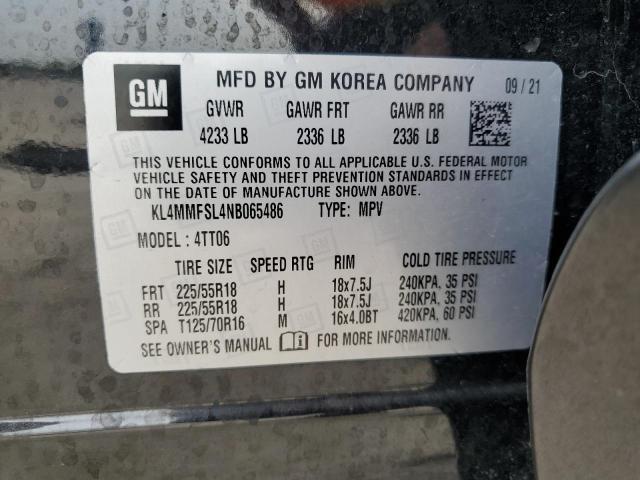 GM
MFD BY GM KOREA COMPANY
09 / 21
GVWR GAWR FRT GAWR RR
4233 LB 2336 LB 2336 LB
THIS VEHICLE CONFORMS TO ALL APPLICABLE U.S. FEDERAL MOTOR
VEHICLE SAFETY AND THEFT PREVENTION STANDARDS IN EFFECT
ON THE DATE OF MANUFACTURE SHOWN ABOVE.
KL4MMFSL4NB065486 TYPE: MPV
MODEL : 4TT06
TIRE SIZE SPEED RTG RIM COLD TIRE PRESSURE
FRT 225/55R18 H 18x7.5J 240KPA, 35 PSI
RR 225/55R18 H 18x7.5J 240KPA, 35 PSI
SPA T125/70R16 M 16x4.0BT 420KPA, 60 PSI
SEE OWNER'S MANUAL FOR MORE INFORMATION